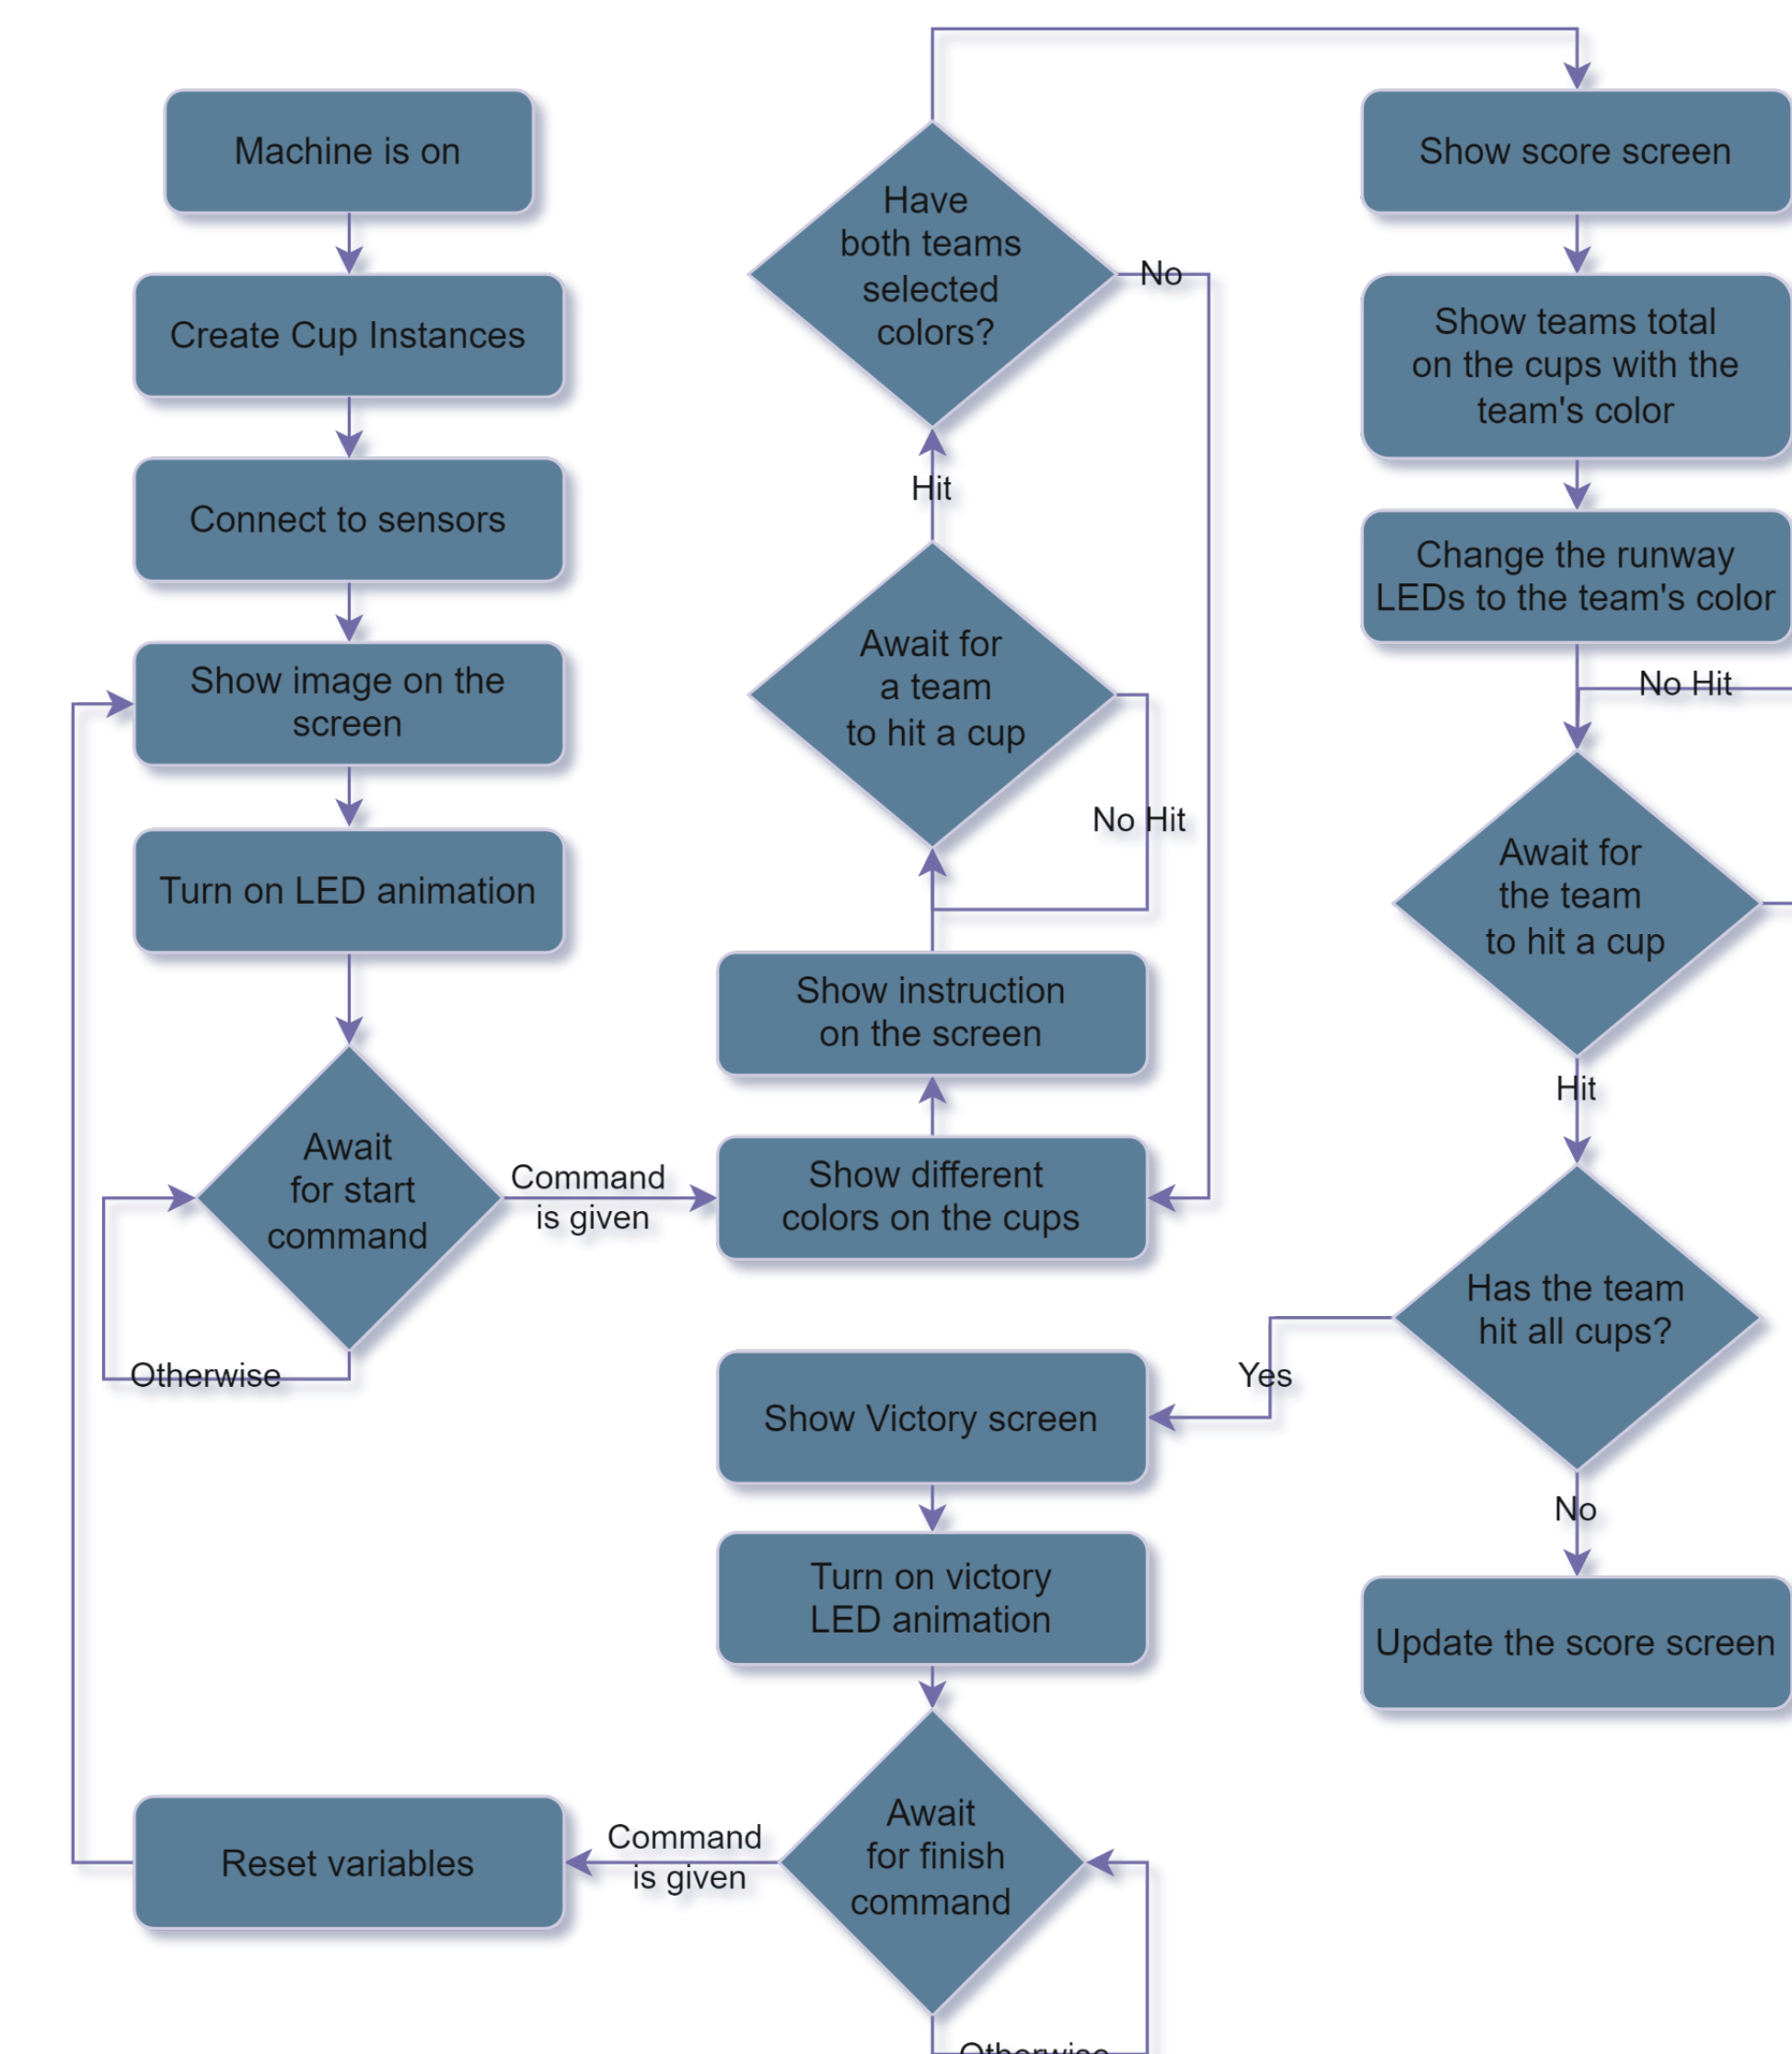 Machine is on
Create Cup Instances
Connect to sensors
Show image on the
screen
Turn on LED animation
Await
for start
command
Otherwise
Command
is given
Have
both teams
selected
colors?
No
Hit
Await for
a team
to hit a cup
No Hit
Show instruction
on the screen
Show different
colors on the cups
Show score screen
Show teams total
on the cups with the
team's color
Change the runway
LEDs to the team's color
No Hit
Await for
the team
to hit a cup
Hit
Has the team
hit all cups?
Yes
No
Update the score screen
Show Victory screen
Turn on victory
LED animation
Await
for finish
command
Otherwise
Command
is given
Reset variables